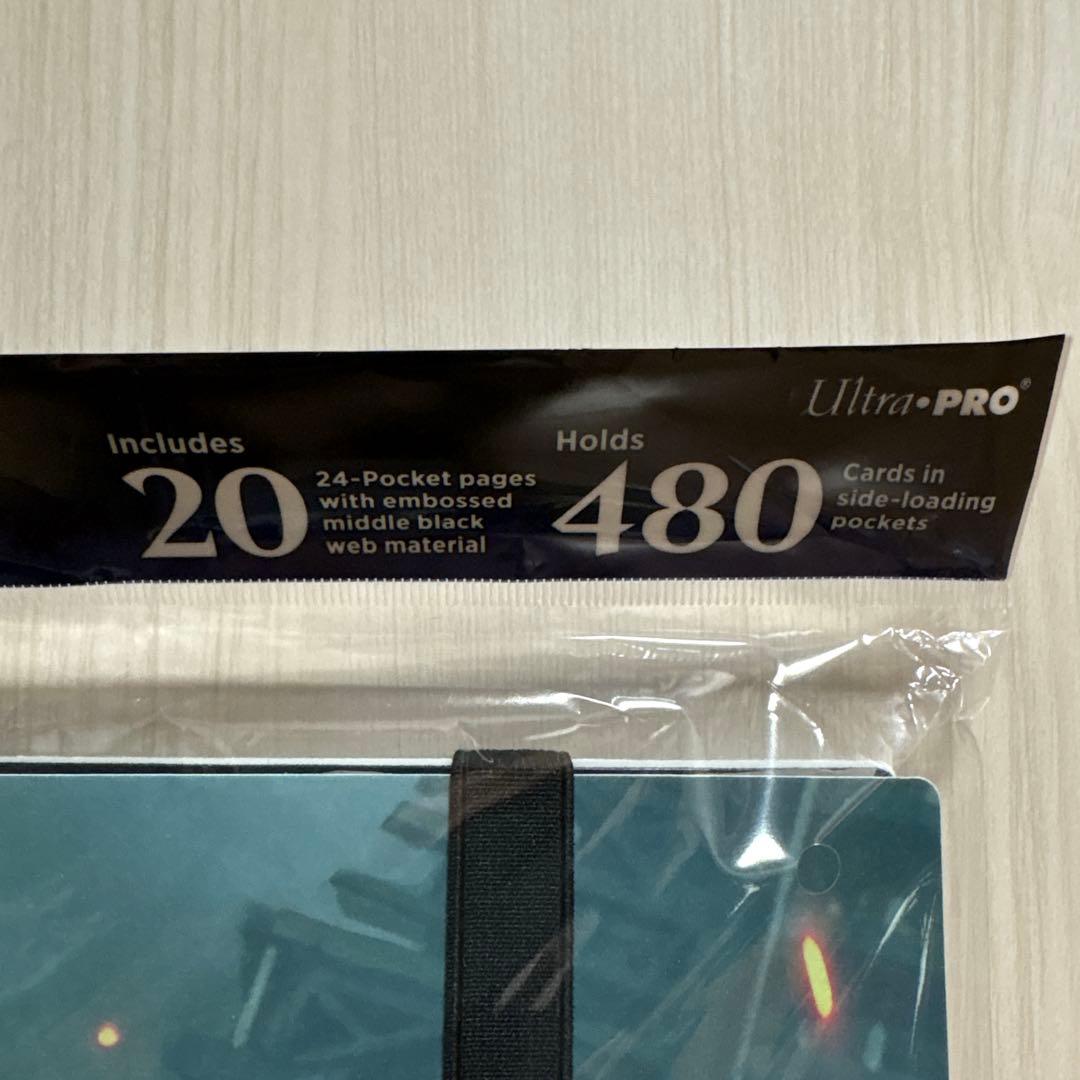 Ultra•PRO®
Includes
20
24-Pocket pages
with embossed
middle black
web material
Holds
480
Cards in
side-loading
pockets